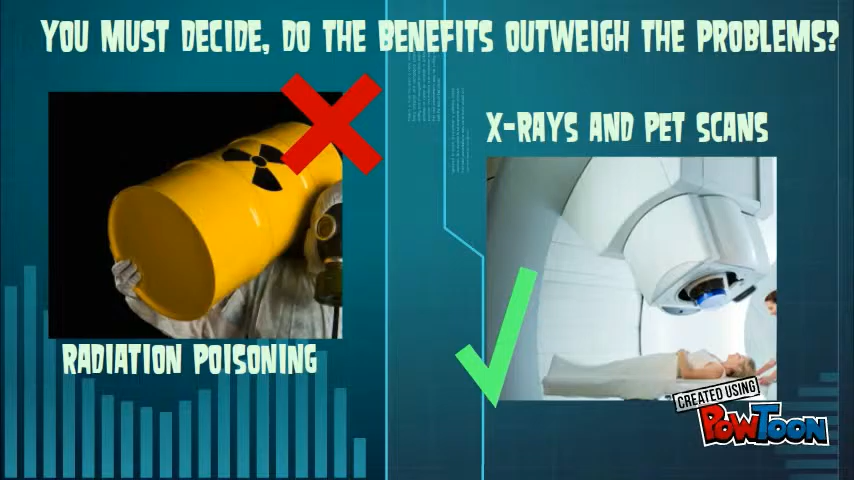 YOU MUST DECIDE, DO THE BENEFITS OUTWEIGH THE PROBLEMS?
X-RAYS AND PET SCANS
RADIATION POISONING
CREATED USING
POWTOON